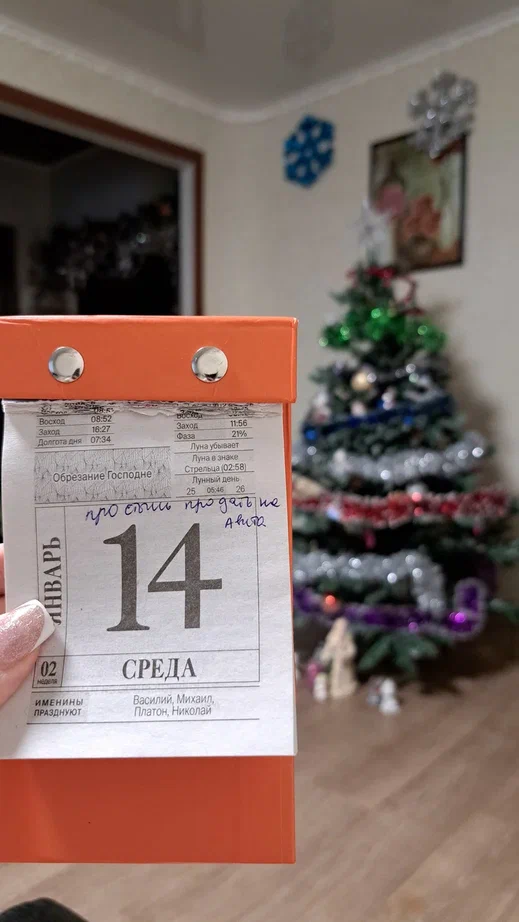 Восход 08:52
Заход 16:27
Долгота дня 07:34
Восход
Заход 11:56
Фаза 21%
Луна убывает
Луна в знаке
Стрельца (02:58)
Лунный день
25 05:46 26
Обрезание Господне
продать на
Авито
ЯНВАРЬ
14
02
неделя
СРЕДА
ИМЕНИНЫ
ПРАЗДНУЮТ
Василий, Михаил,
Платон, Николай